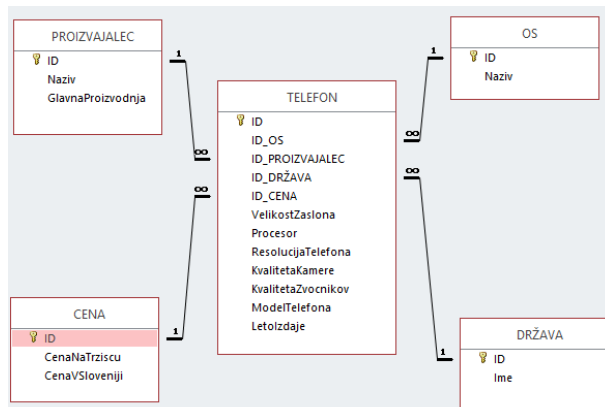 PROIZVAJALEC
ID
Naziv
GlavnaProizvodnja
1
∞
OS
ID
Naziv
1
∞
TELEFON
ID
ID_OS
ID_PROIZVAJALEC
ID_DRŽAVA
ID_CENA
VelikostZaslona
Procesor
ResolucijaTelefona
KvalitetaKamere
KvalitetaZvocnikov
ModelTelefona
LetoIzdaje
∞
∞
CENA
ID
CenaNaTrziscu
CenaVSloveniji
1
DRŽAVA
ID
Ime
1